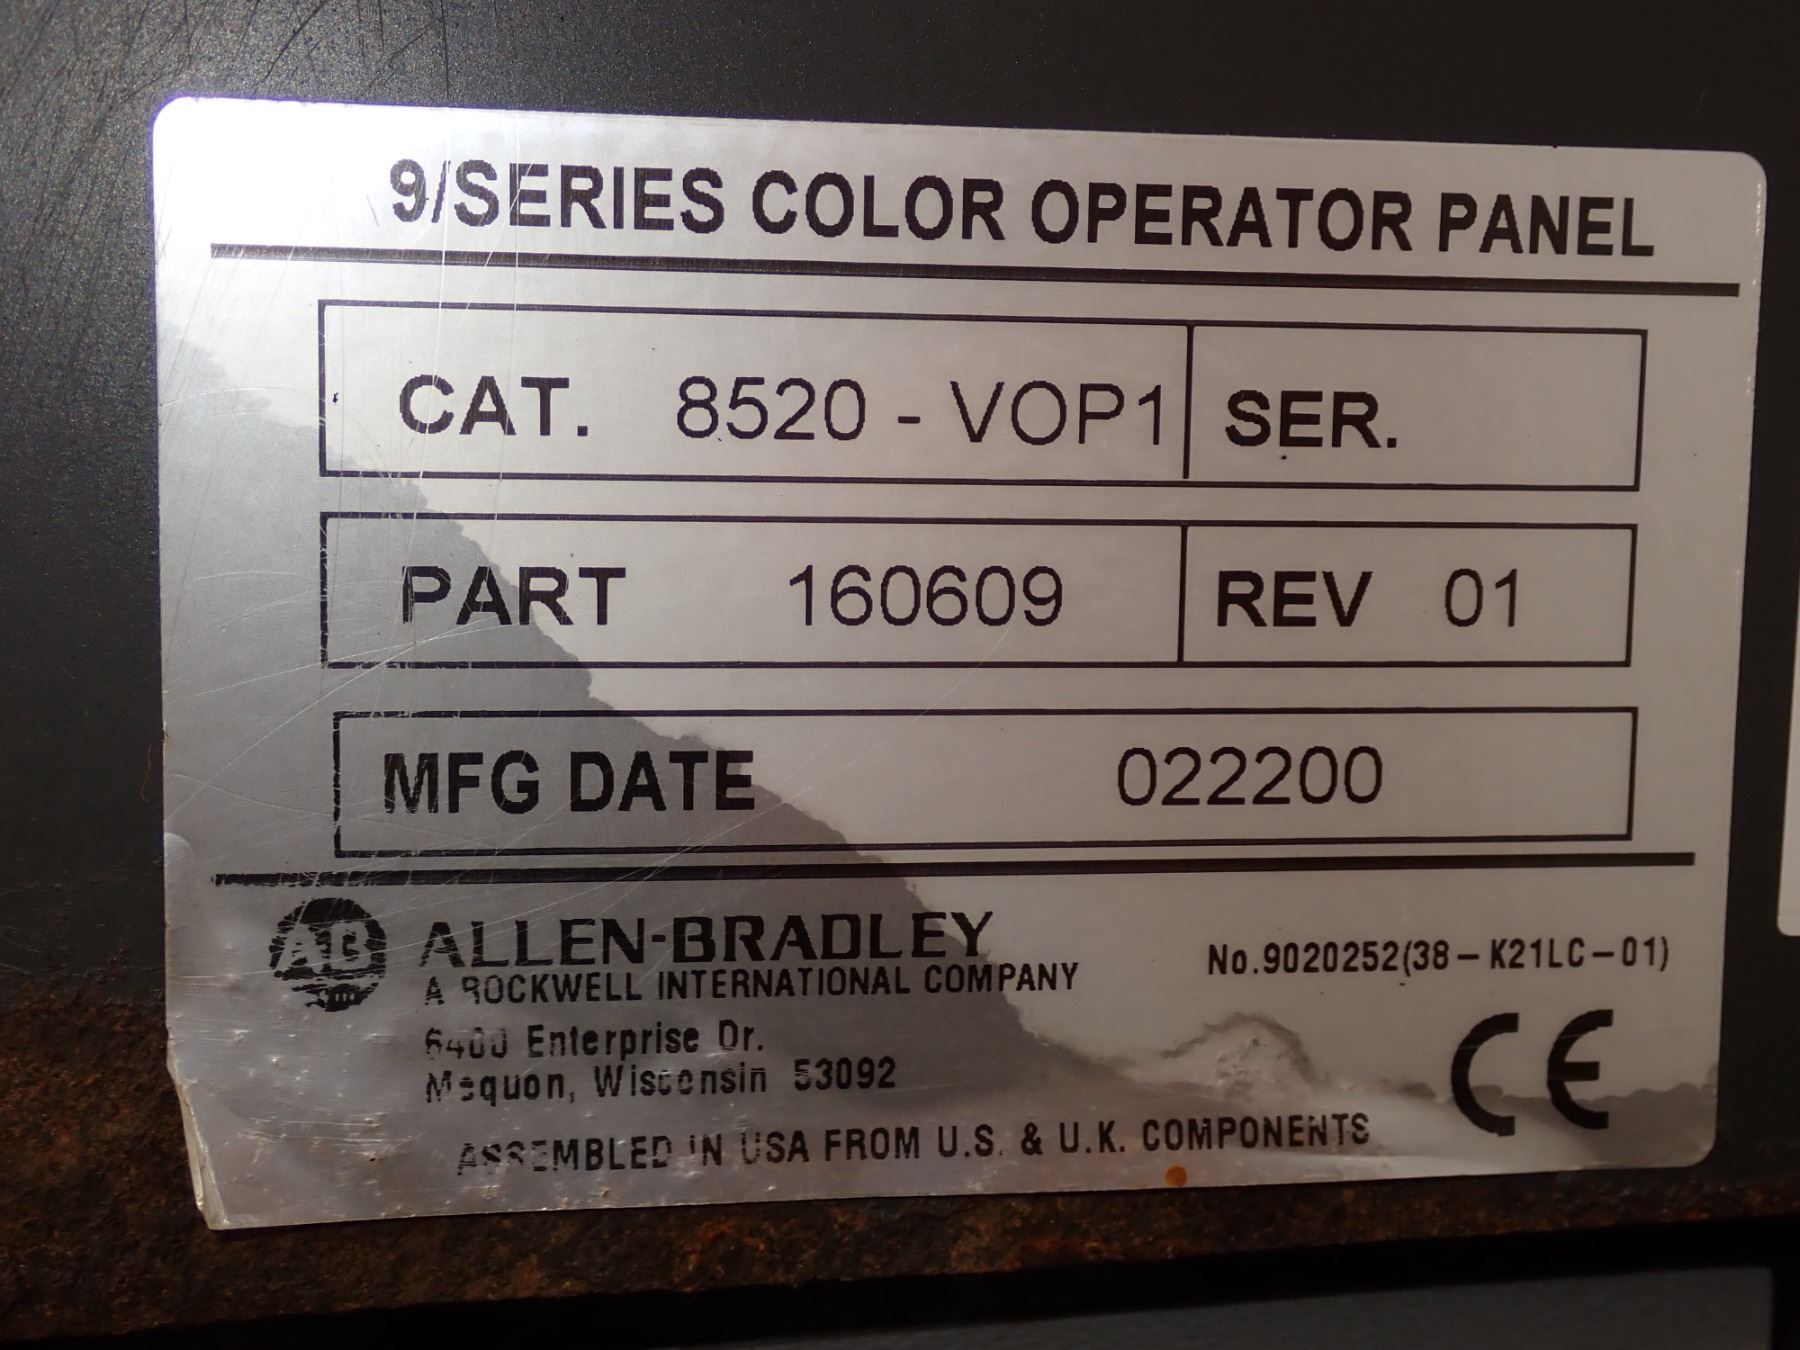 9/SERIES COLOR OPERATOR PANEL
CAT. 8520 - VOP1 SER.
PART 160609 REV 01
MFG DATE 022200
AB
ALLEN-BRADLEY
A ROCKWELL INTERNATIONAL COMPANY
No.9020252(38-K21LC-01)
6400 Enterprise Dr.
Mequon, Wisconsin 53092
CE
ASSEMBLED IN USA FROM U.S. & U.K. COMPONENTS